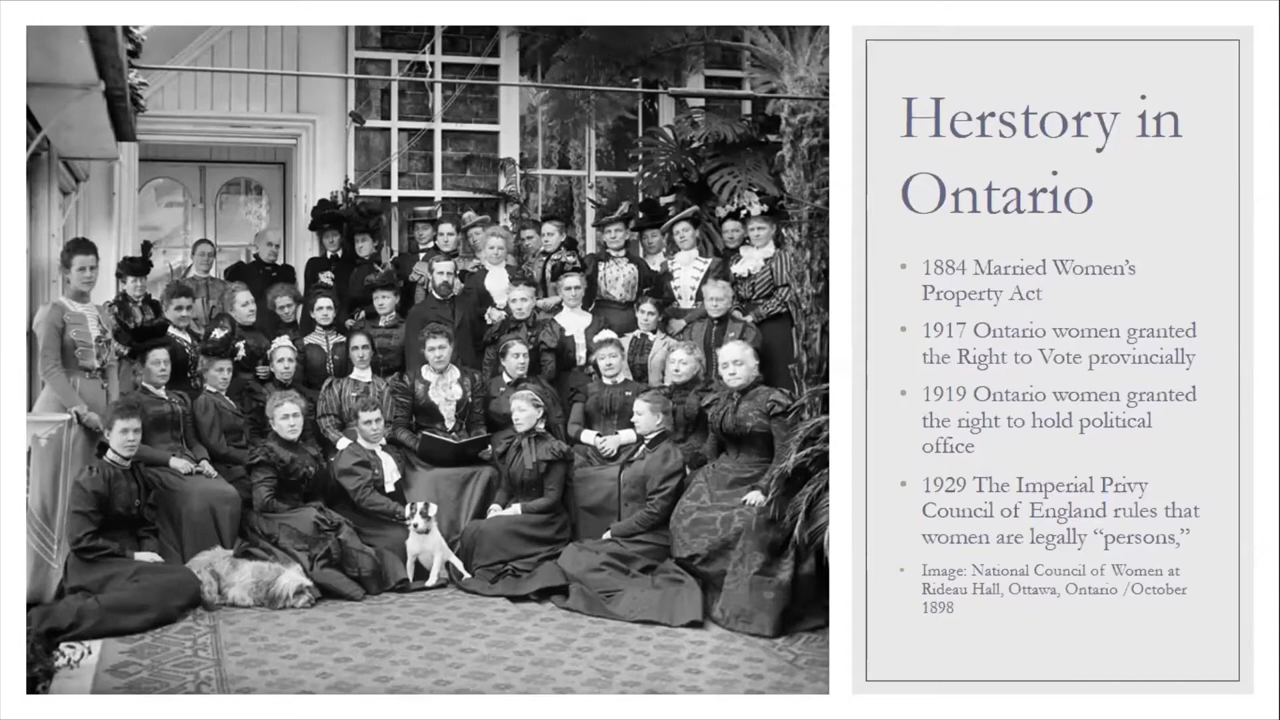 Herstory in
Ontario
• 1884 Married Women's
Property Act
• 1917 Ontario women granted
the Right to Vote provincially
• 1919 Ontario women granted
the right to hold political
office
• 1929 The Imperial Privy
Council of England rules that
women are legally “persons,”
• Image: National Council of Women at
Rideau Hall, Ottawa, Ontario /October
1898